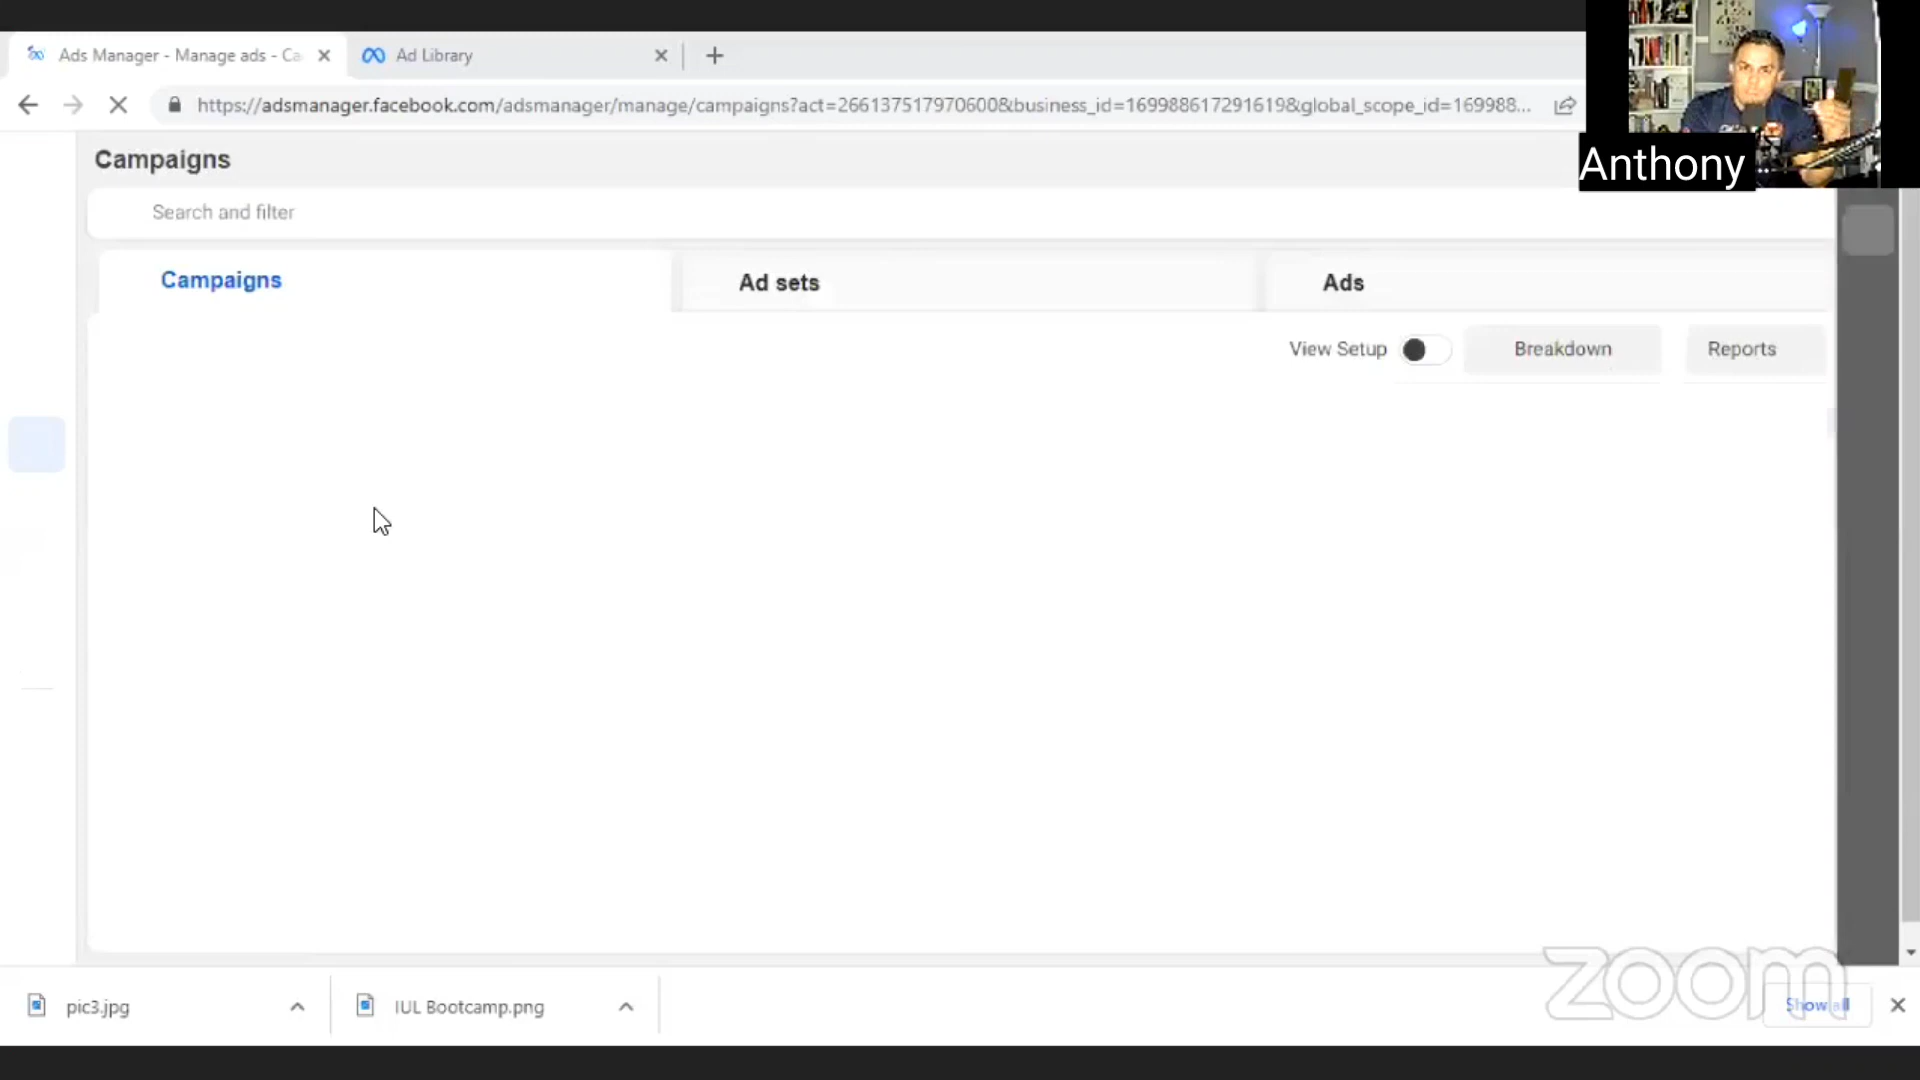 Ads Manager - Manage ads - Ca
Ad Library
https://adsmanager.facebook.com/adsmanager/manage/campaigns?act=266137517970600&business_id=169988617291619&global_scope_id=169988...
Anthony
Campaigns
Search and filter
Campaigns
Ad sets
Ads
View Setup
Breakdown
Reports
pic3.jpg
IUL Bootcamp.png
Show all
zoom